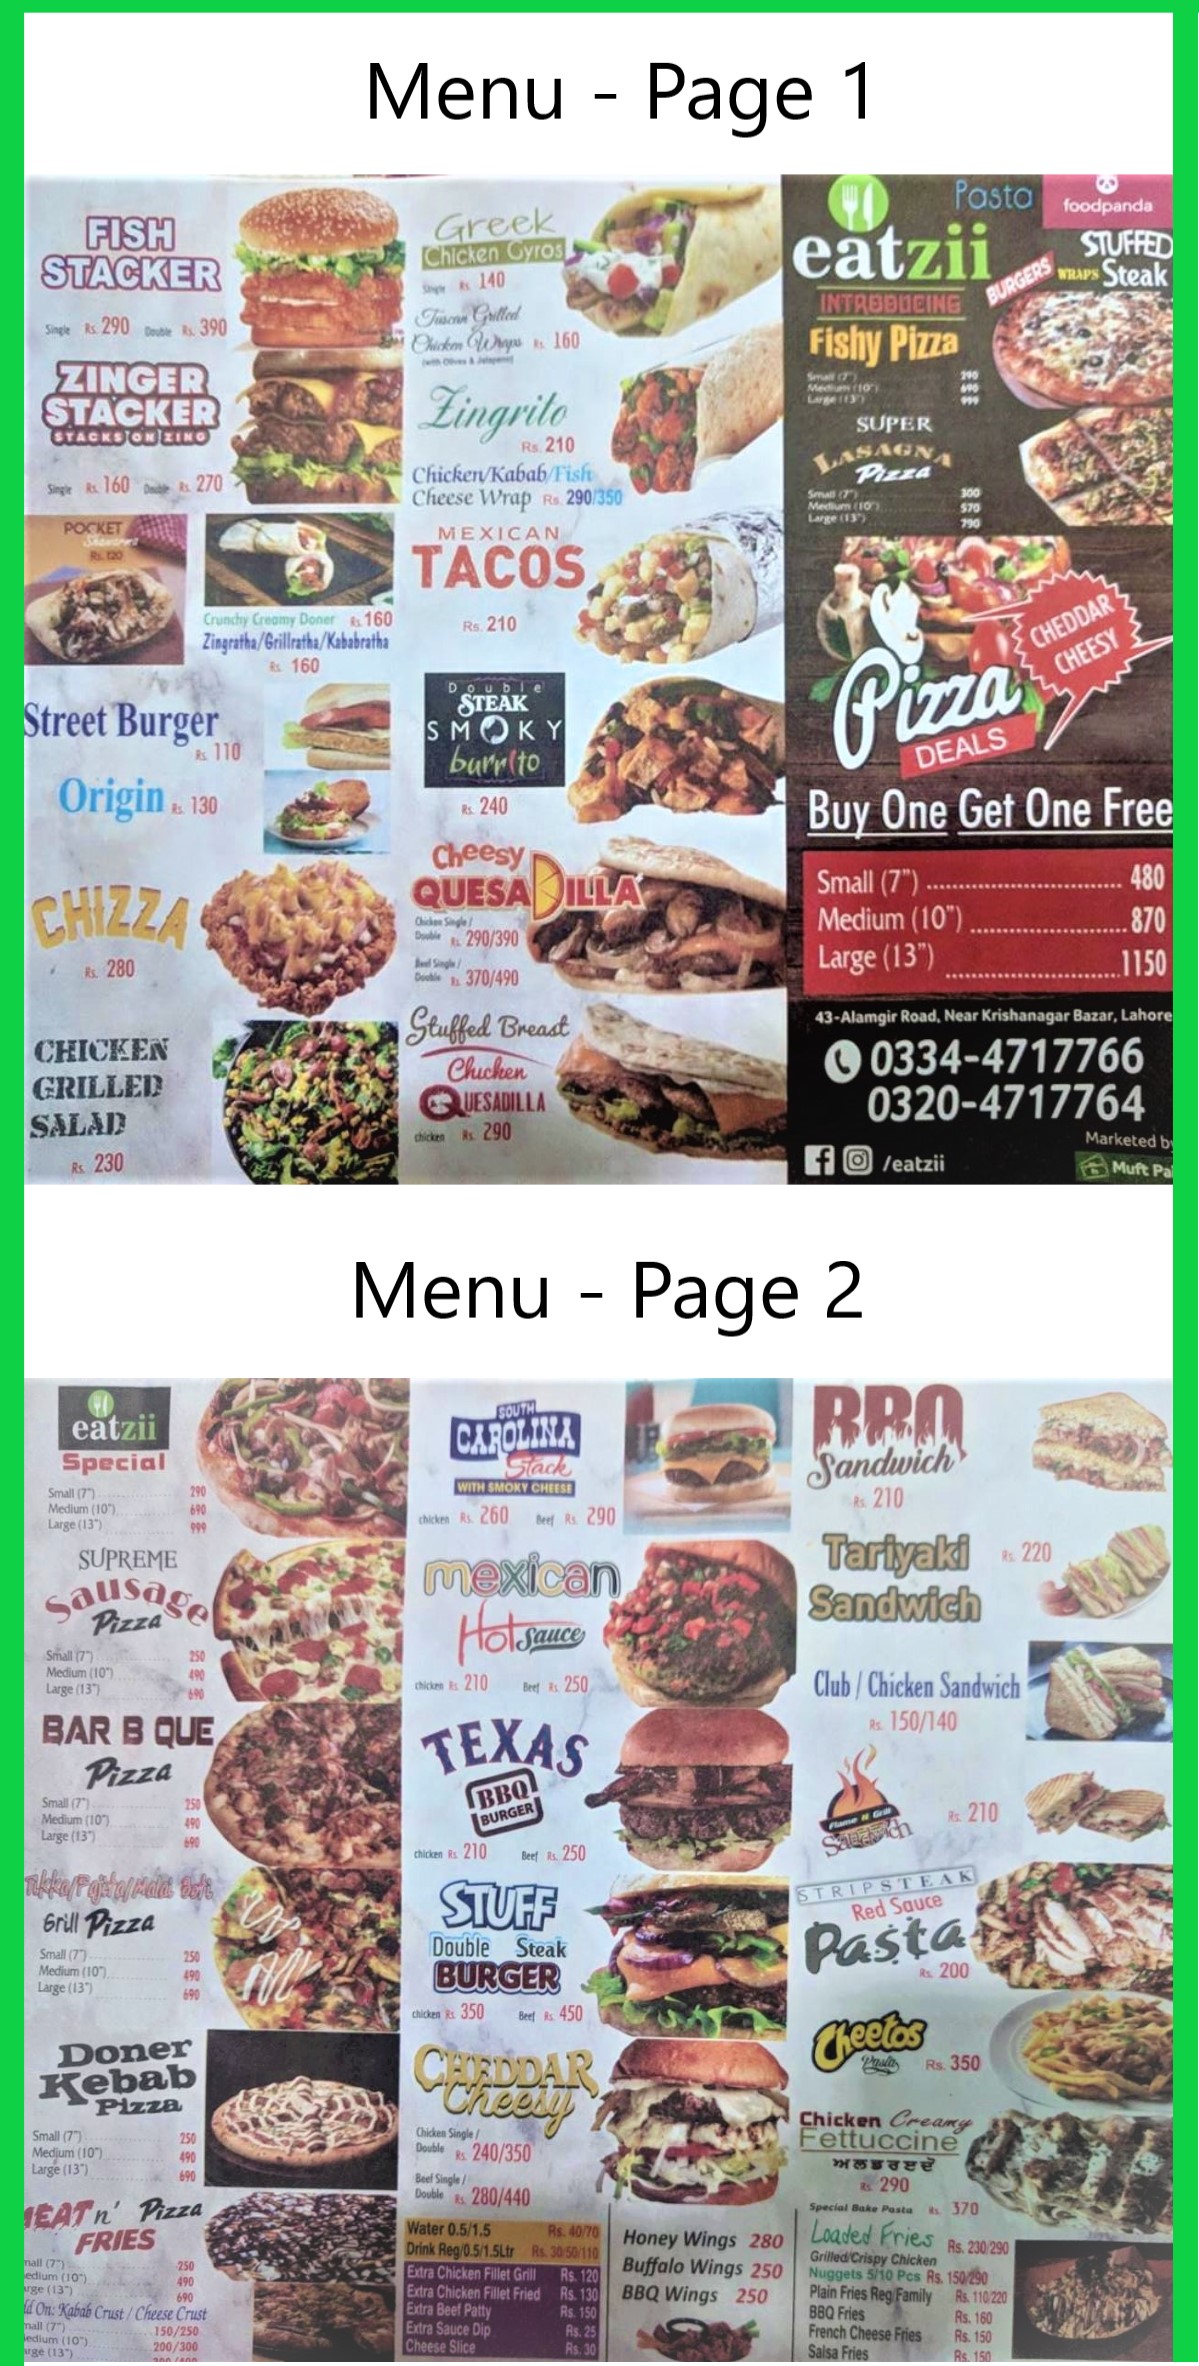 Menu - Page 1
FISH
STACKER
Single Rs. 290 Double Rs. 390
ZINGER
STACKER
STACKS ON ZING
Single Rs. 160 Double Rs. 270
POCKET
Shawarma
Rs. 120
Crunchy Creamy Doner Rs. 160
Zingratha/Grillratha/Kababratha
Rs. 160
Street Burger
Rs. 110
Origin Rs. 130
CHIZZA
Rs. 280
CHICKEN
GRILLED
SALAD
Rs. 230
Greek
Chicken Gyros
Single Rs. 140
Tuscan Grilled
Chicken Wraps Rs. 160
(with Olives & Jalapeno)
Zingrito
Rs. 210
Chicken/Kabab/Fish
Cheese Wrap Rs. 290/350
MEXICAN
TACOS
Rs. 210
Double
STEAK
SMOKY
burrito
Rs. 240
Cheesy
QUESADILLA
Chicken Single /
Double Rs. 290/390
Beef Single /
Double Rs. 370/490
Stuffed Breast
Chicken
QUESADILLA
chicken Rs. 290
Pasta
foodpanda
eatzii
STUFFED
BURGERS WRAPS Steak
INTRODUCING
Fishy Pizza
Small (7") 290
Medium (10") 690
Large (13") 999
SUPER
LASAGNA
Pizza
Small (7") 300
Medium (10") 570
Large (13") 790
CHEDDAR
CHEESY
Pizza
DEALS
Buy One Get One Free
Small (7") 480
Medium (10") 870
Large (13") 1150
43-Alamgir Road, Near Krishanagar Bazar, Lahore
0334-4717766
0320-4717764
Marketed by
/eatzii
Muft Pa
Menu - Page 2
eatzii
Special
Small (7") 290
Medium (10") 690
Large (13") 999
SUPREME
Sausage
Pizza
Small (7") 250
Medium (10") 490
Large (13") 690
BAR B QUE
Pizza
Small (7") 250
Medium (10") 490
Large (13") 690
Tikka/Fajita/Malai Boti
Grill Pizza
Small (7") 250
Medium (10") 490
Large (13") 690
Doner
Kebab
Pizza
Small (7") 250
Medium (10") 490
Large (13") 690
EAT n' Pizza
FRIES
mall (7") 250
edium (10") 490
rge (13") 690
d On: Kabab Crust / Cheese Crust
mall (7") 150/250
edium (10") 200/300
arge (13")
SOUTH
CAROLINA
Stack
WITH SMOKY CHEESE
chicken Rs. 260 Beef Rs. 290
mexican
Hot Sauce
chicken Rs. 210 Beef Rs. 250
TEXAS
BBQ
BURGER
chicken Rs. 210 Beef Rs. 250
STUFF
Double Steak
BURGER
chicken Rs. 350 Beef Rs. 450
CHEDDAR
Cheesy
Chicken Single /
Double Rs. 240/350
Beef Single /
Double Rs. 280/440
Water 0.5/1.5 Rs. 40/70
Drink Reg/0.5/1.5Ltr Rs. 30/50/110
Extra Chicken Fillet Grill Rs. 120
Extra Chicken Fillet Fried Rs. 130
Extra Beef Patty Rs. 150
Extra Sauce Dip Rs. 25
Cheese Slice Rs. 30
Honey Wings 280
Buffalo Wings 250
BBQ Wings 250
BBQ
Sandwich
Rs. 210
Tariyaki Rs. 220
Sandwich
Club / Chicken Sandwich
Rs. 150/140
Flame N Grill
Sandwich
Rs. 210
STRIPSTEAK
Red Sauce
Pasta
Rs. 200
Cheetos
Pasta Rs. 350
Chicken Creamy
Fettuccine
ਅਲਫਰੇਦੋ
Rs. 290
Special Bake Pasta Rs. 370
Loaded Fries Rs. 230/290
Grilled/Crispy Chicken
Nuggets 5/10 Pcs Rs. 150/290
Plain Fries Reg/Family Rs. 110/220
BBQ Fries Rs. 160
French Cheese Fries Rs. 150
Salsa Fries Rs. 150